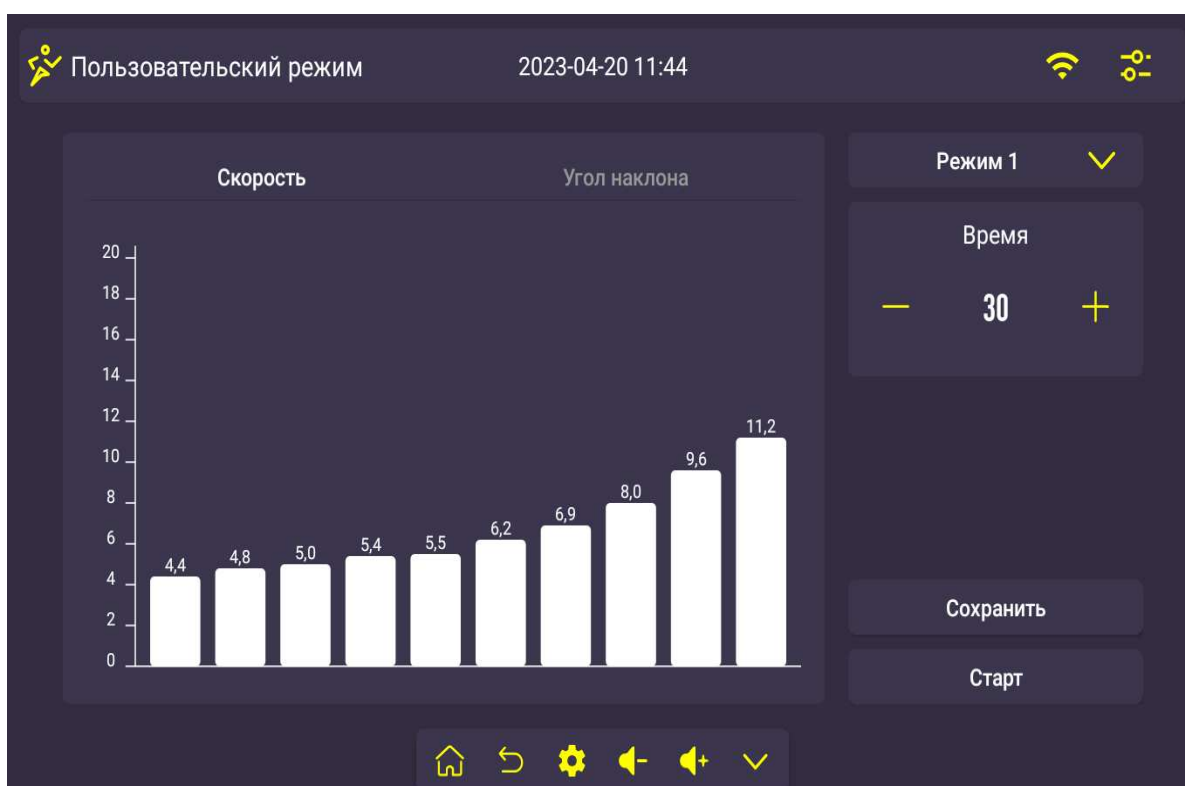 Пользовательский режим 2023-04-20 11:44
Скорость Угол наклона
Режим 1
Время
30
20
18
16
14
12
10
8
6
4
2
0
4,4 4,8 5,0 5,4 5,5 6,2 6,9 8,0 9,6 11,2
Сохранить
Старт